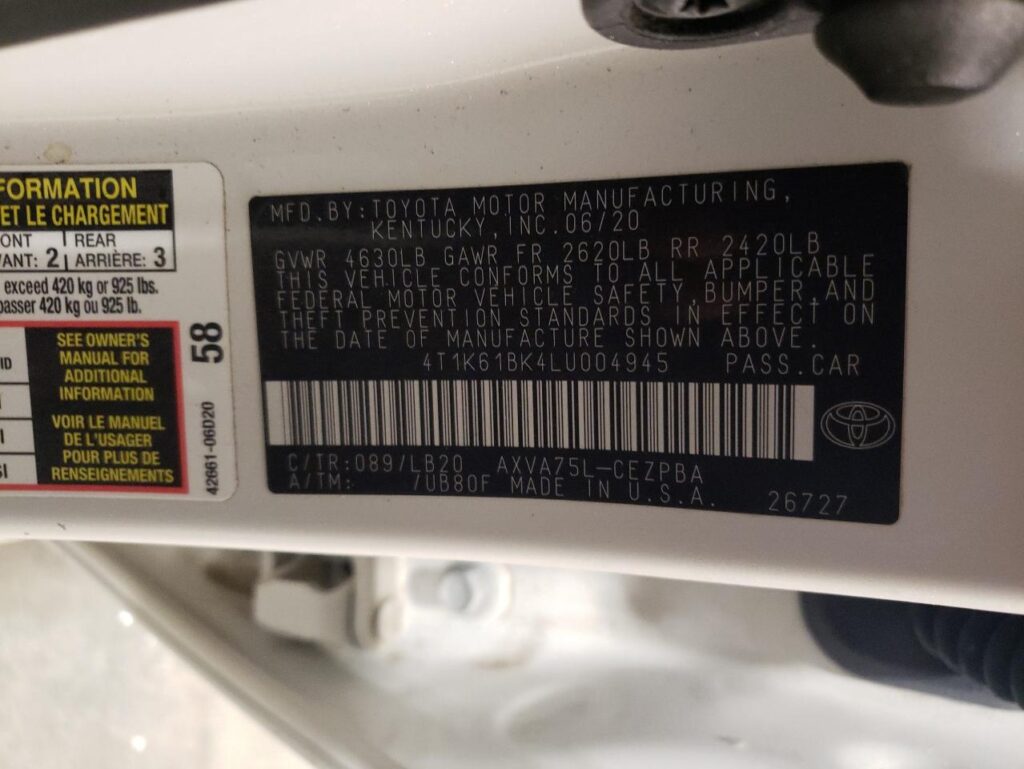 FORMATION
ET LE CHARGEMENT
ONT | REAR
VANT: 2 | ARRIÈRE: 3
exceed 420 kg or 925 lbs.
passer 420 kg ou 925 lb.
SEE OWNER'S
MANUAL FOR
ADDITIONAL
INFORMATION
VOIR LE MANUEL
DE L'USAGER
POUR PLUS DE
RENSEIGNEMENTS
58
42661-06D20
MFD.BY:TOYOTA MOTOR MANUFACTURING,
KENTUCKY,INC.06/20
GVWR 4630LB GAWR FR 2620LB RR 2420LB
THIS VEHICLE CONFORMS TO ALL APPLICABLE
FEDERAL MOTOR VEHICLE SAFETY,BUMPER,AND
THEFT PREVENTION STANDARDS IN EFFECT ON
THE DATE OF MANUFACTURE SHOWN ABOVE.
4T1K61BK4LU004945 PASS.CAR
C/TR:089/LB20 AXVA75L-CEZPBA
A/TM: 7UB80F MADE IN U.S.A. 26727